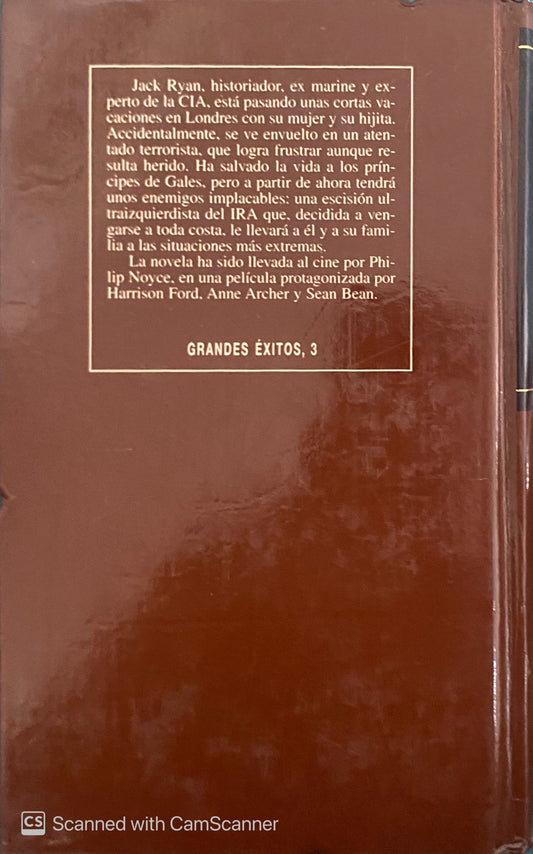 Jack Ryan, historiador, ex marine y ex-
perto de la CIA, está pasando unas cortas va-
caciones en Londres con su mujer y su hijita.
Accidentalmente, se ve envuelto en un aten-
tado terrorista, que logra frustrar aunque re-
sulta herido. Ha salvado la vida a los prín-
cipes de Gales, pero a partir de ahora tendrá
unos enemigos implacables: una escisión ul-
traizquierdista del IRA que, decidida a ven-
garse a toda costa, le llevará a él y a su fami-
lia a las situaciones más extremas.
La novela ha sido llevada al cine por Phi-
lip Noyce, en una película protagonizada por
Harrison Ford, Anne Archer y Sean Bean.
GRANDES ÉXITOS, 3
CS Scanned with CamScanner